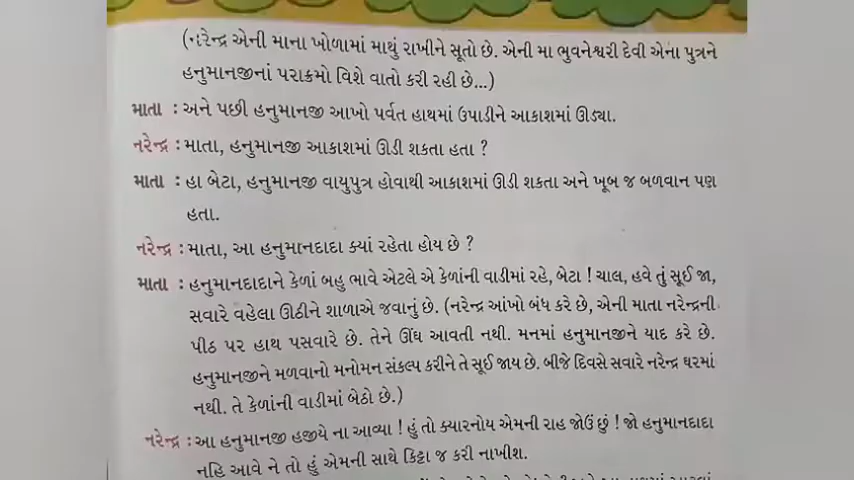 (નરેન્દ્ર એની માના ખોળામાં માથું રાખીને સૂતો છે. એની મા ભુવનેશ્વરી દેવી એના પુત્રને
હનુમાનજીનાં પરાક્રમો વિશે વાતો કરી રહી છે...)
માતા : અને પછી હનુમાનજી આખો પર્વત હાથમાં ઉપાડીને આકાશમાં ઊડ્યા.
નરેન્દ્ર : માતા, હનુમાનજી આકાશમાં ઊડી શકતા હતા ?
માતા : હા બેટા, હનુમાનજી વાયુપુત્ર હોવાથી આકાશમાં ઊડી શકતા અને ખૂબ જ બળવાન પણ
હતા.
નરેન્દ્ર : માતા, આ હનુમાનદાદા ક્યાં રહેતા હોય છે ?
માતા : હનુમાનદાદાને કેળાં બહુ ભાવે એટલે એ કેળાંની વાડીમાં રહે, બેટા ! ચાલ, હવે તું સૂઈ જા,
સવારે વહેલા ઊઠીને શાળાએ જવાનું છે. (નરેન્દ્ર આંખો બંધ કરે છે, એની માતા નરેન્દ્રની
પીઠ પર હાથ પસવારે છે. તેને ઊંઘ આવતી નથી. મનમાં હનુમાનજીને યાદ કરે છે.
હનુમાનજીને મળવાનો મનોમન સંકલ્પ કરીને તે સૂઈ જાય છે. બીજે દિવસે સવારે નરેન્દ્ર ઘરમાં
નથી. તે કેળાંની વાડીમાં બેઠો છે.)
નરેન્દ્ર : આ હનુમાનજી હજીયે ના આવ્યા ! હું તો ક્યારનોય એમની રાહ જોઉં છું ! જો હનુમાનદાદા
નહિ આવે ને તો હું એમની સાથે કિટ્ટા જ કરી નાખીશ.